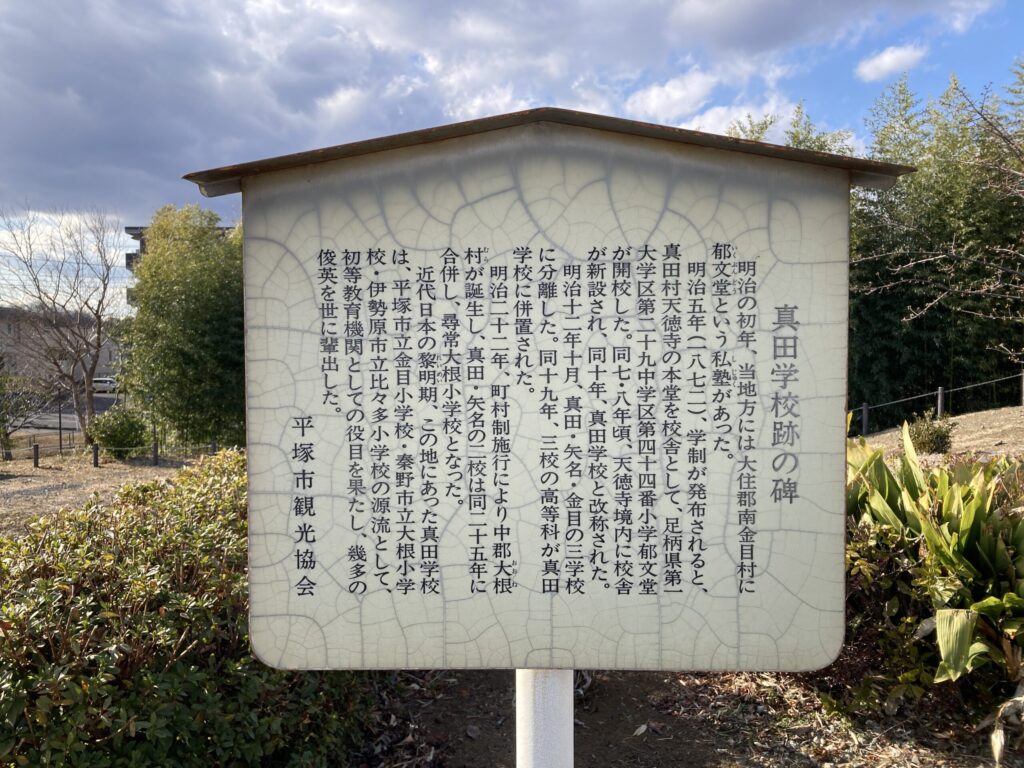 真田学校跡の碑
明治の初年、当地方には大住郡南金目村に
郁文堂という私塾があった。
明治五年(一八七二)、学制が発布されると、
真田村天徳寺の本堂を校舎として、足柄県第一
大学区第二十九中学区第四十四番小学郁文堂
が開校した。同七・八年頃、天徳寺境内に校舎
が新設され、同十年、真田学校と改称された。
明治十二年十月、真田・矢名・金目の三学校
に分離した。同十九年、三校の高等科が真田
学校に併置された。
明治二十二年、町村制施行により中郡大根
村が誕生し、真田・矢名の二校は同二十五年に
合併し、尋常大根小学校となった。
近代日本の黎明期、この地にあった真田学校
は、平塚市立金目小学校・秦野市立大根小学
校・伊勢原市立比々多小学校の源流として、
初等教育機関としての役目を果たし、幾多の
俊英を世に輩出した。
平塚市観光協会